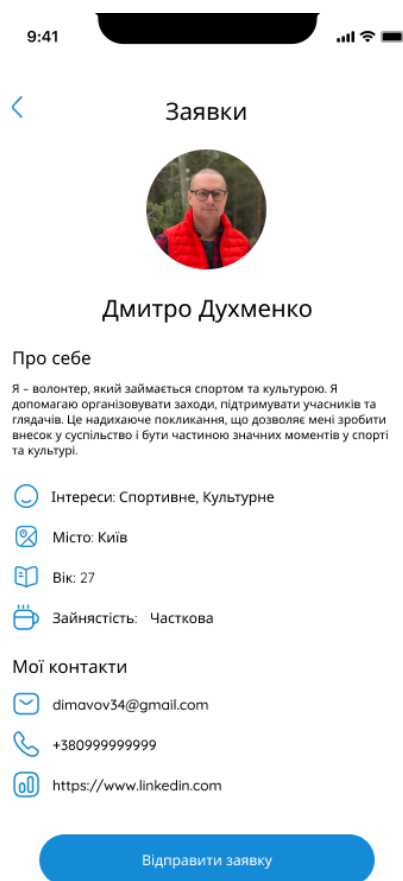 9:41
Заявки
Дмитро Духменко
Про себе
Я – волонтер, який займається спортом та культурою. Я
допомагаю організовувати заходи, підтримувати учасників та
глядачів. Це надихаюче покликання, що дозволяє мені зробити
внесок у суспільство і бути частиною значних моментів у спорті
та культурі.
Інтереси: Спортивне, Культурне
Місто: Київ
Вік: 27
Зайнястість: Часткова
Мої контакти
dimavov34@gmail.com
+380999999999
https://www.linkedin.com
Відправити заявку